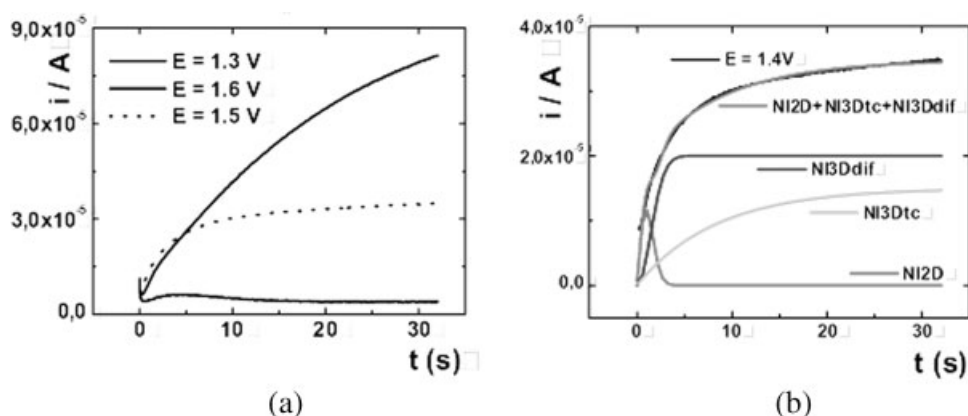 9,0x10⁻⁵
i / A
E = 1.3 V
E = 1.6 V
E = 1.5 V
6,0x10⁻⁵
3,0x10⁻⁵
0,0
0 10 20 30
t (s)
(a)
4,0x10⁻⁵
i / A
E = 1.4V
NI2D+NI3Dtc+NI3Ddif
2,0x10⁻⁵
NI3Ddif
NI3Dtc
NI2D
0,0
0 10 20 30
t (s)
(b)